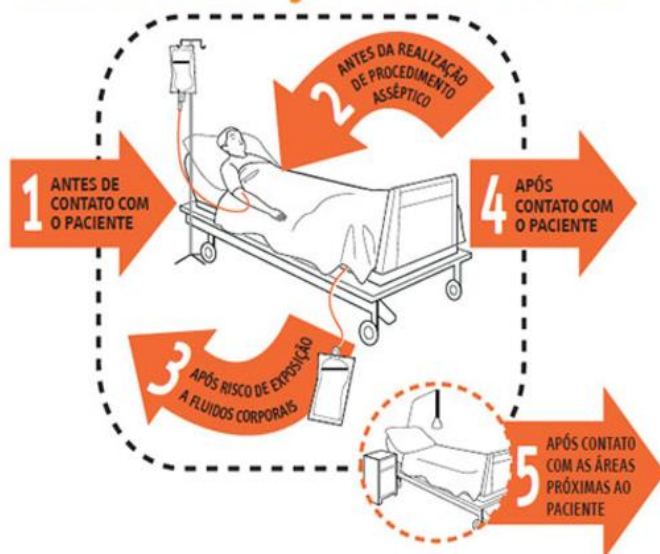 1 ANTES DE
CONTATO COM
O PACIENTE
2 ANTES DA REALIZAÇÃO
DE PROCEDIMENTO
ASSÉPTICO
3 APÓS RISCO DE EXPOSIÇÃO
A FLUIDOS CORPORAIS
4 APÓS
CONTATO COM
O PACIENTE
5 APÓS CONTATO
COM AS ÁREAS
PRÓXIMAS AO
PACIENTE